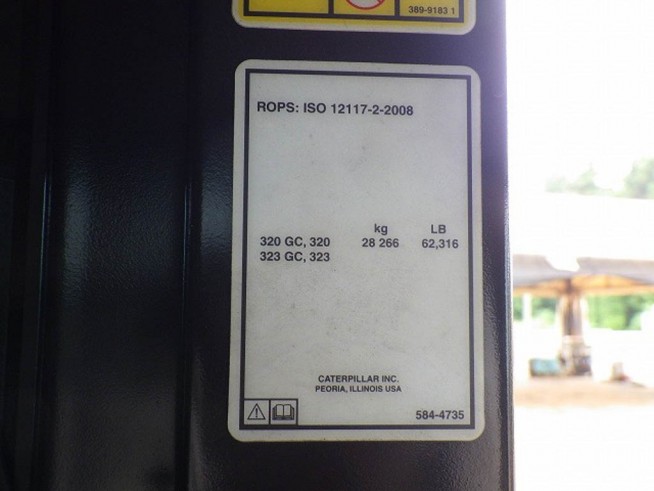 389-9183 1
ROPS: ISO 12117-2-2008
kg LB
320 GC, 320 28 266 62,316
323 GC, 323
CATERPILLAR INC.
PEORIA, ILLINOIS USA
584-4735